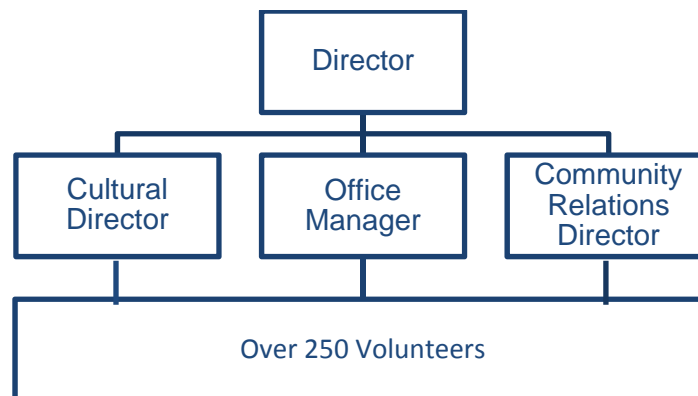 Director
Cultural
Director
Office
Manager
Community
Relations
Director
Over 250 Volunteers